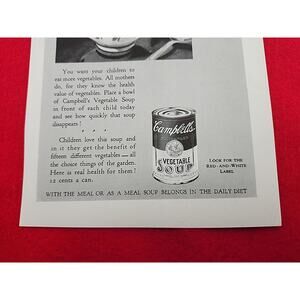 You want your children to
eat more vegetables. All mothers
do, for they know the health
value of vegetables. Place a bowl
of Campbell's Vegetable Soup
in front of each child today
and see how quickly that soup
disappears!
Children love this soup and
in it they get the benefit of
fifteen different vegetables—all
the choice things of the garden.
Here is real health for them!
12 cents a can.
Campbell's
VEGETABLE
SOUP
LOOK FOR THE
RED-AND-WHITE
LABEL
WITH THE MEAL OR AS A MEAL SOUP BELONGS IN THE DAILY DIET